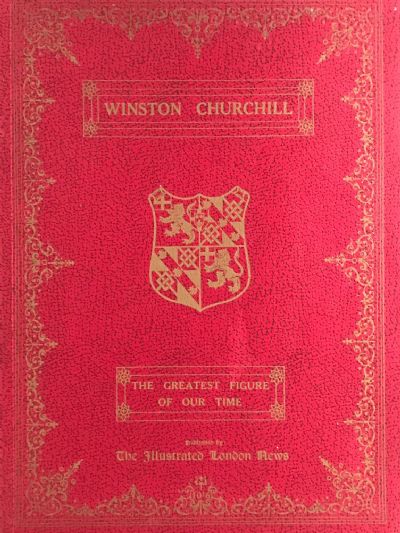 WINSTON CHURCHILL
THE GREATEST FIGURE
OF OUR TIME
Published by
The Illustrated London News